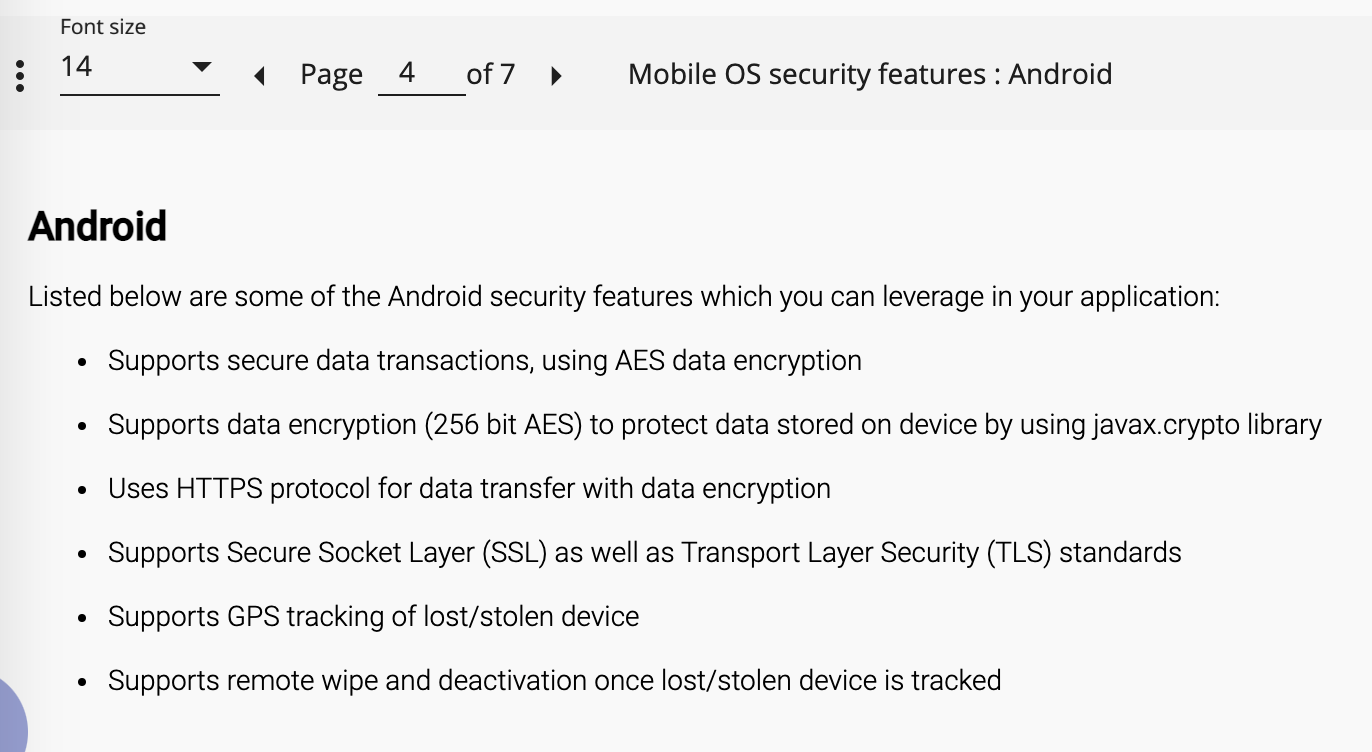 Font size
14
Page 4 of 7
Mobile OS security features : Android
Android
Listed below are some of the Android security features which you can leverage in your application:
• Supports secure data transactions, using AES data encryption
• Supports data encryption (256 bit AES) to protect data stored on device by using javax.crypto library
• Uses HTTPS protocol for data transfer with data encryption
• Supports Secure Socket Layer (SSL) as well as Transport Layer Security (TLS) standards
• Supports GPS tracking of lost/stolen device
• Supports remote wipe and deactivation once lost/stolen device is tracked